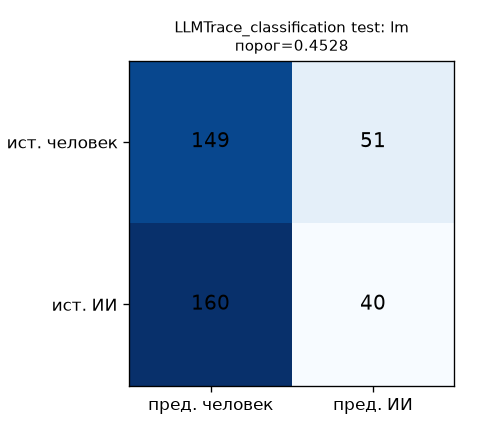 LLMTrace_classification test: lm
порог=0.4528
ист. человек
149
51
ист. ИИ
160
40
пред. человек
пред. ИИ